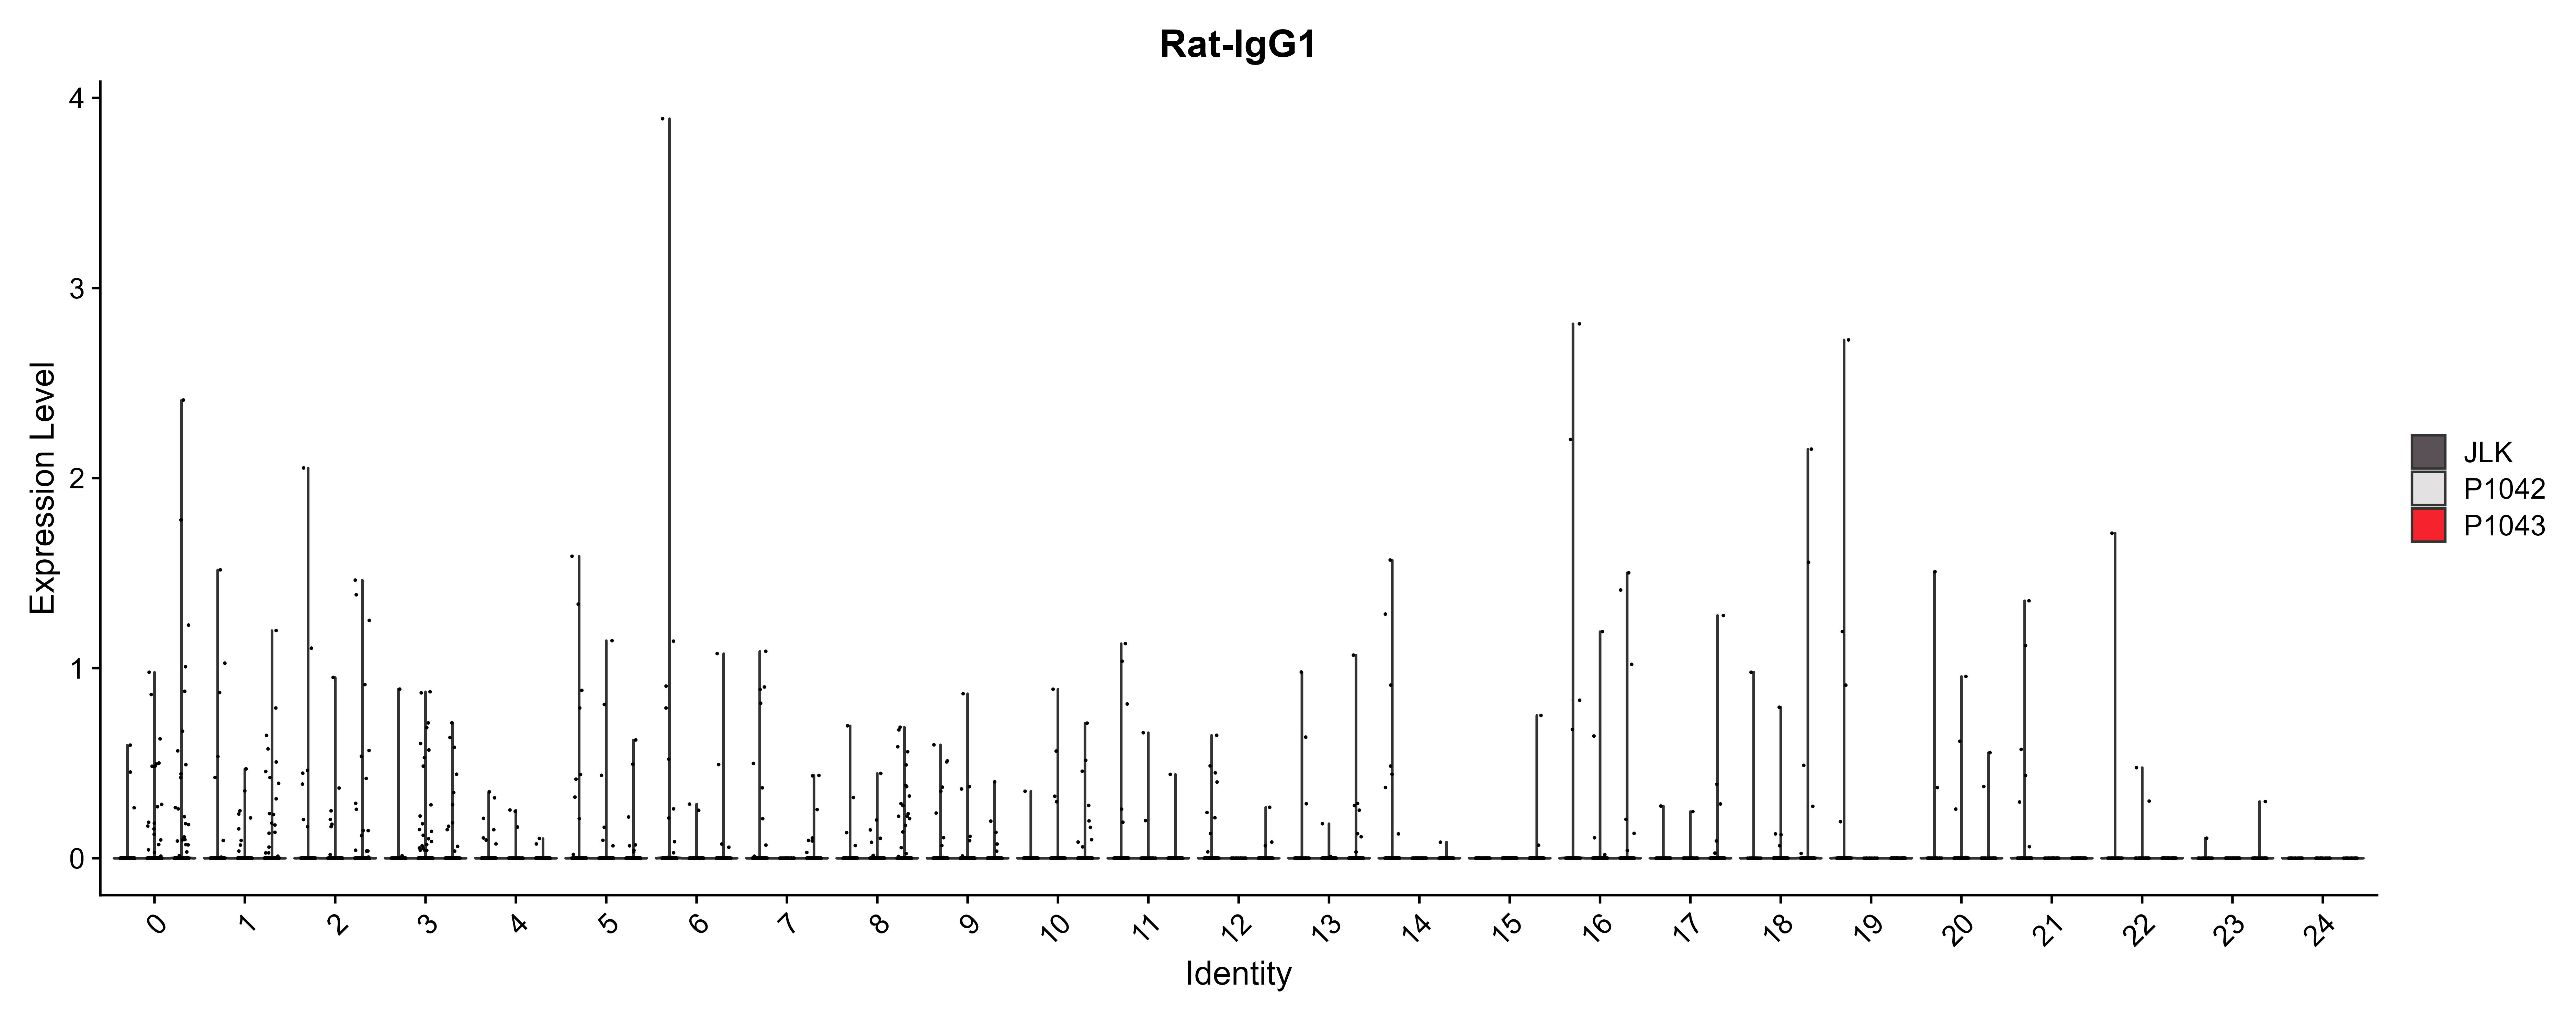 Rat-IgG1
Expression Level
4
3
2
1
0
0 1 2 3 4 5 6 7 8 9 10 11 12 13 14 15 16 17 18 19 20 21 22 23 24
Identity
JLK
P1042
P1043